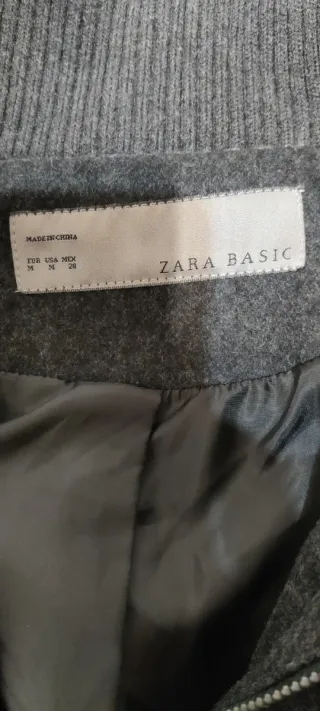 MADE IN CHINA
EUR USA MEX
M M 28
ZARA BASIC